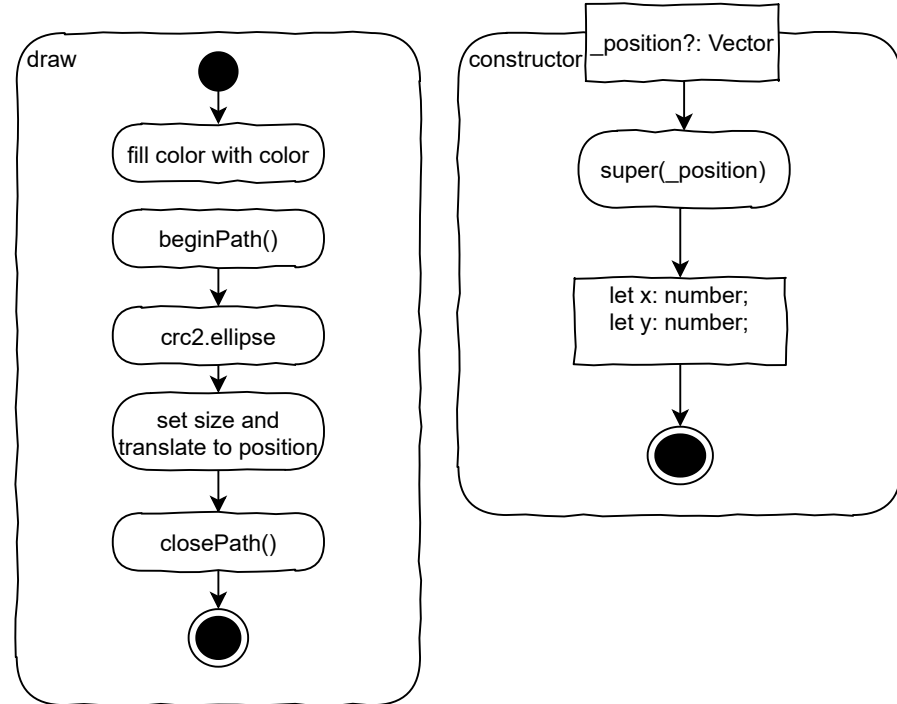 draw
fill color with color
beginPath()
crc2.ellipse
set size and
translate to position
closePath()
constructor
_position?: Vector
super(_position)
let x: number;
let y: number;